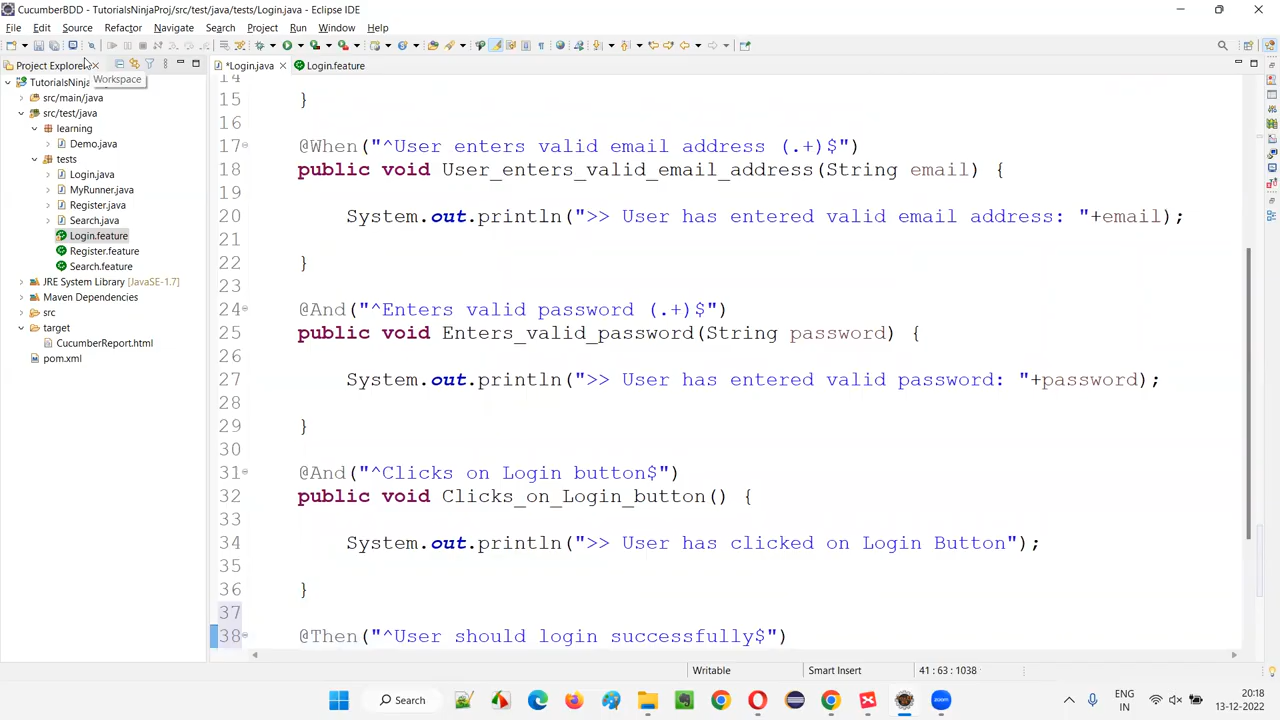 CucumberBDD - TutorialsNinjaProj/src/test/java/tests/Login.java - Eclipse IDE
File Edit Source Refactor Navigate Search Project Run Window Help
Project Explorer
*Login.java
Login.feature
Workspace
TutorialsNinja
src/main/java
src/test/java
learning
Demo.java
tests
Login.java
MyRunner.java
Register.java
Search.java
Login.feature
Register.feature
Search.feature
JRE System Library [JavaSE-1.7]
Maven Dependencies
src
target
CucumberReport.html
pom.xml
14
15 }
16
17 @When("^User enters valid email address (.+)$")
18 public void User_enters_valid_email_address(String email) {
19
20 System.out.println(">> User has entered valid email address: "+email);
21
22 }
23
24 @And("^Enters valid password (.+)$")
25 public void Enters_valid_password(String password) {
26
27 System.out.println(">> User has entered valid password: "+password);
28
29 }
30
31 @And("^Clicks on Login button$")
32 public void Clicks_on_Login_button() {
33
34 System.out.println(">> User has clicked on Login Button");
35
36 }
37
38 @Then("^User should login successfully$")
Writable
Smart Insert
41 : 63 : 1038
Search
zoom
ENG
IN
20:18
13-12-2022